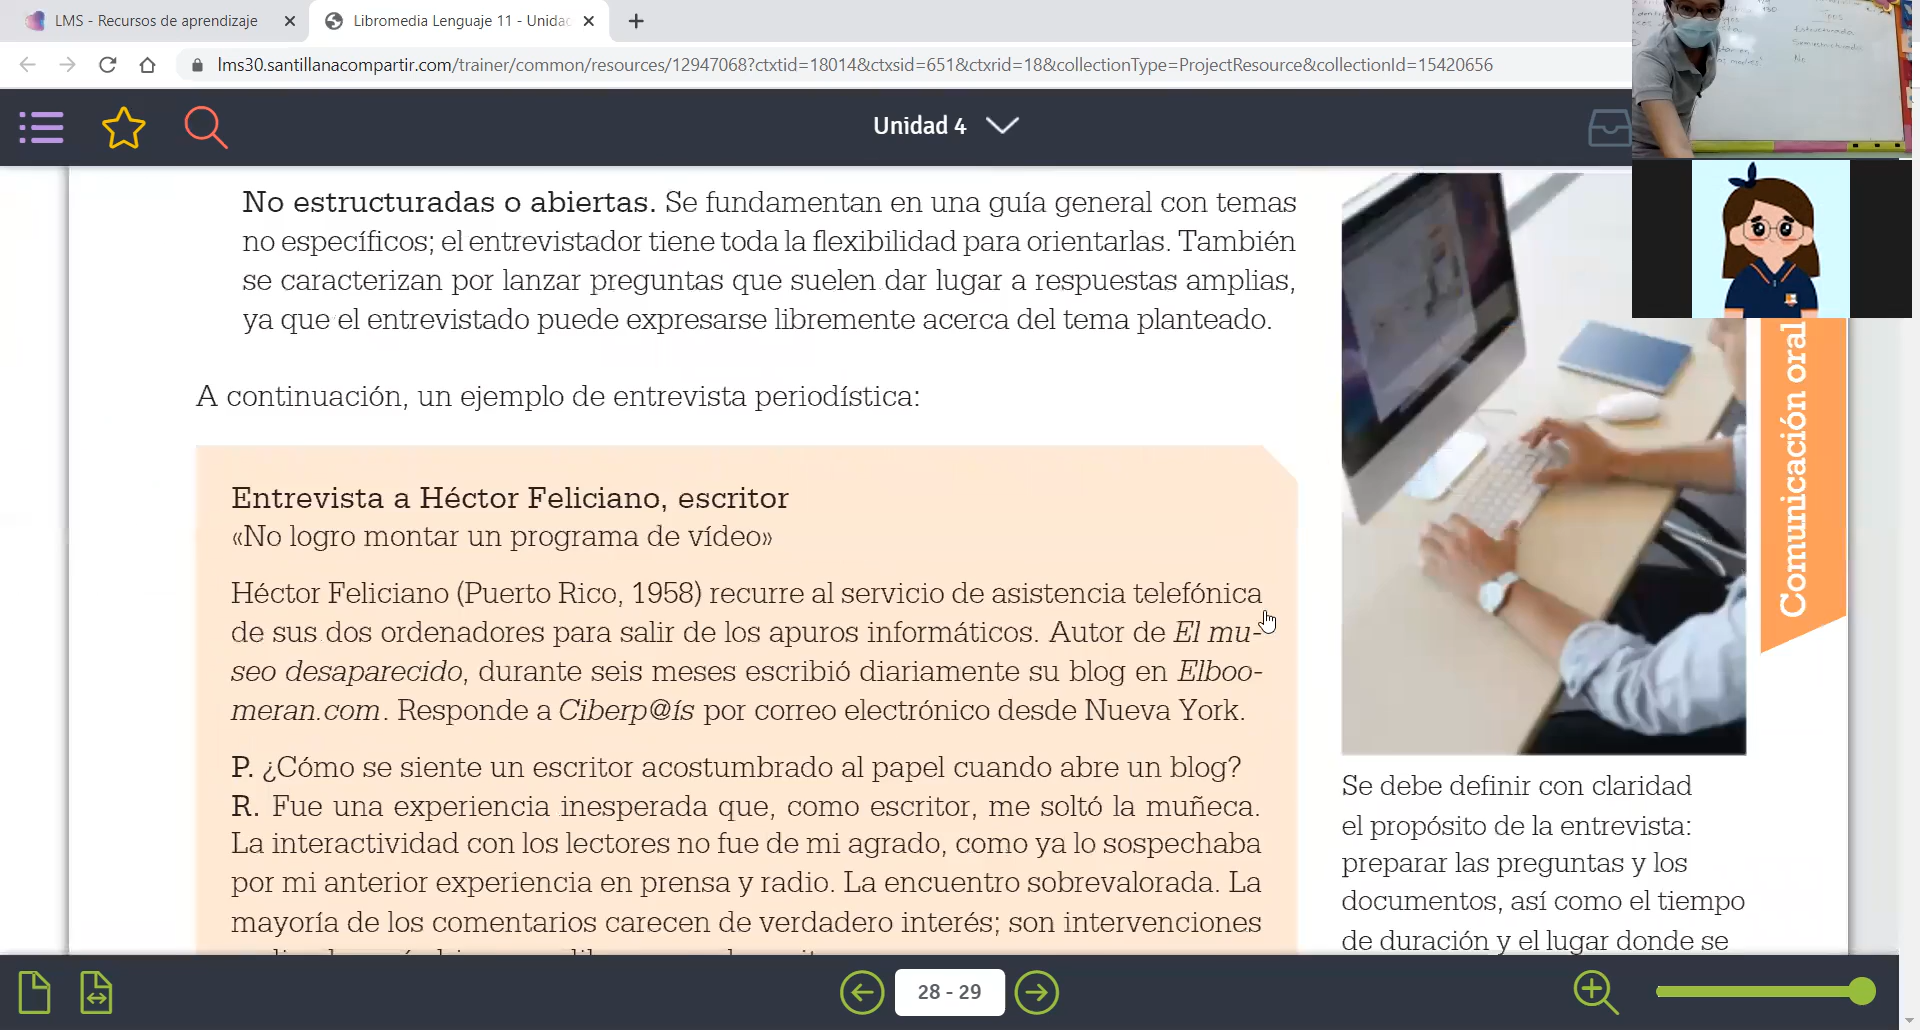 LMS - Recursos de aprendizaje
Libromedia Lenguaje 11 - Unidad
lms30.santillanacompartir.com/trainer/common/resources/12947068?ctxtid=18014&ctxsid=651&ctxrid=18&collectionType=ProjectResource&collectionId=15420656
Unidad 4
No estructuradas o abiertas. Se fundamentan en una guía general con temas
no específicos; el entrevistador tiene toda la flexibilidad para orientarlas. También
se caracterizan por lanzar preguntas que suelen dar lugar a respuestas amplias,
ya que el entrevistado puede expresarse libremente acerca del tema planteado.
A continuación, un ejemplo de entrevista periodística:
Entrevista a Héctor Feliciano, escritor
«No logro montar un programa de vídeo»
Héctor Feliciano (Puerto Rico, 1958) recurre al servicio de asistencia telefónica
de sus dos ordenadores para salir de los apuros informáticos. Autor de El mu-
seo desaparecido, durante seis meses escribió diariamente su blog en Elboo-
meran.com. Responde a Ciberp@ís por correo electrónico desde Nueva York.
P. ¿Cómo se siente un escritor acostumbrado al papel cuando abre un blog?
R. Fue una experiencia inesperada que, como escritor, me soltó la muñeca.
La interactividad con los lectores no fue de mi agrado, como ya lo sospechaba
por mi anterior experiencia en prensa y radio. La encuentro sobrevalorada. La
mayoría de los comentarios carecen de verdadero interés; son intervenciones
Comunicación oral
Se debe definir con claridad
el propósito de la entrevista:
preparar las preguntas y los
documentos, así como el tiempo
de duración y el lugar donde se
28 - 29